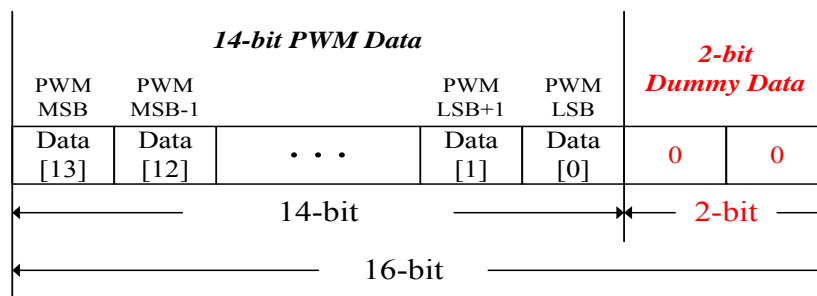 14-bit PWM Data
2-bit
Dummy Data
PWM
MSB
PWM
MSB-1
PWM
LSB+1
PWM
LSB
Data
[13]
Data
[12]
...
Data
[1]
Data
[0]
0
0
14-bit
2-bit
16-bit